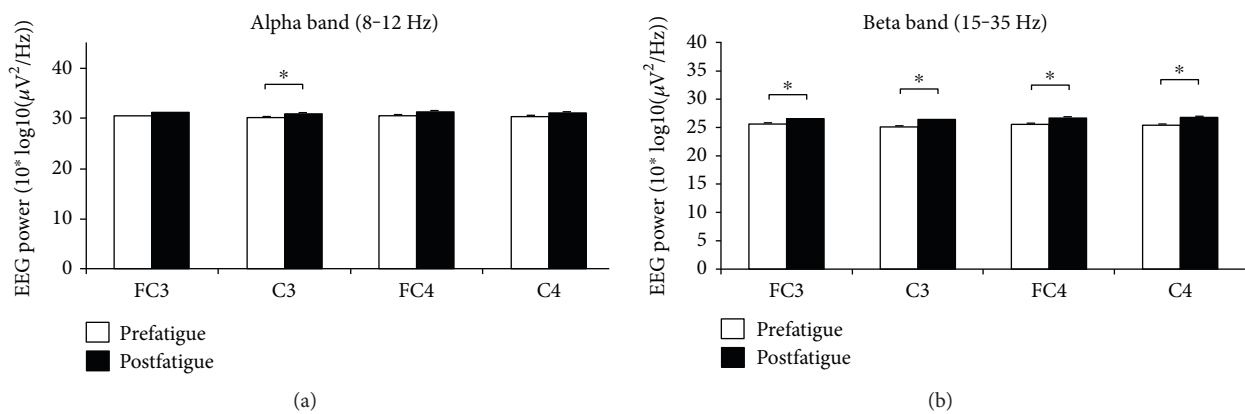 Alpha band (8–12 Hz)
EEG power (10* log10(μV²/Hz))
40
30
20
10
0
*
FC3 C3 FC4 C4
Prefatigue
Postfatigue
(a)
Beta band (15–35 Hz)
EEG power (10* log10(μV²/Hz))
40
35
30
25
20
15
10
5
0
* * * *
FC3 C3 FC4 C4
Prefatigue
Postfatigue
(b)